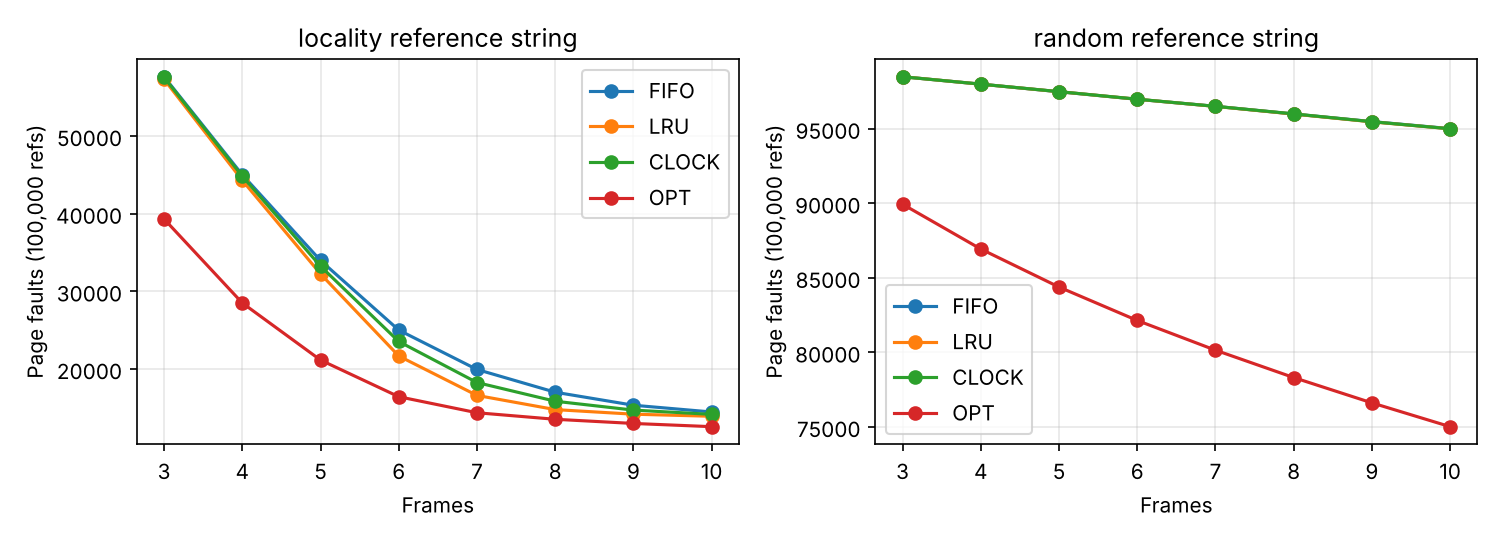 locality reference string
Page faults (100,000 refs)
50000
40000
30000
20000
FIFO
LRU
CLOCK
OPT
3 4 5 6 7 8 9 10
Frames
random reference string
Page faults (100,000 refs)
95000
90000
85000
80000
75000
FIFO
LRU
CLOCK
OPT
3 4 5 6 7 8 9 10
Frames